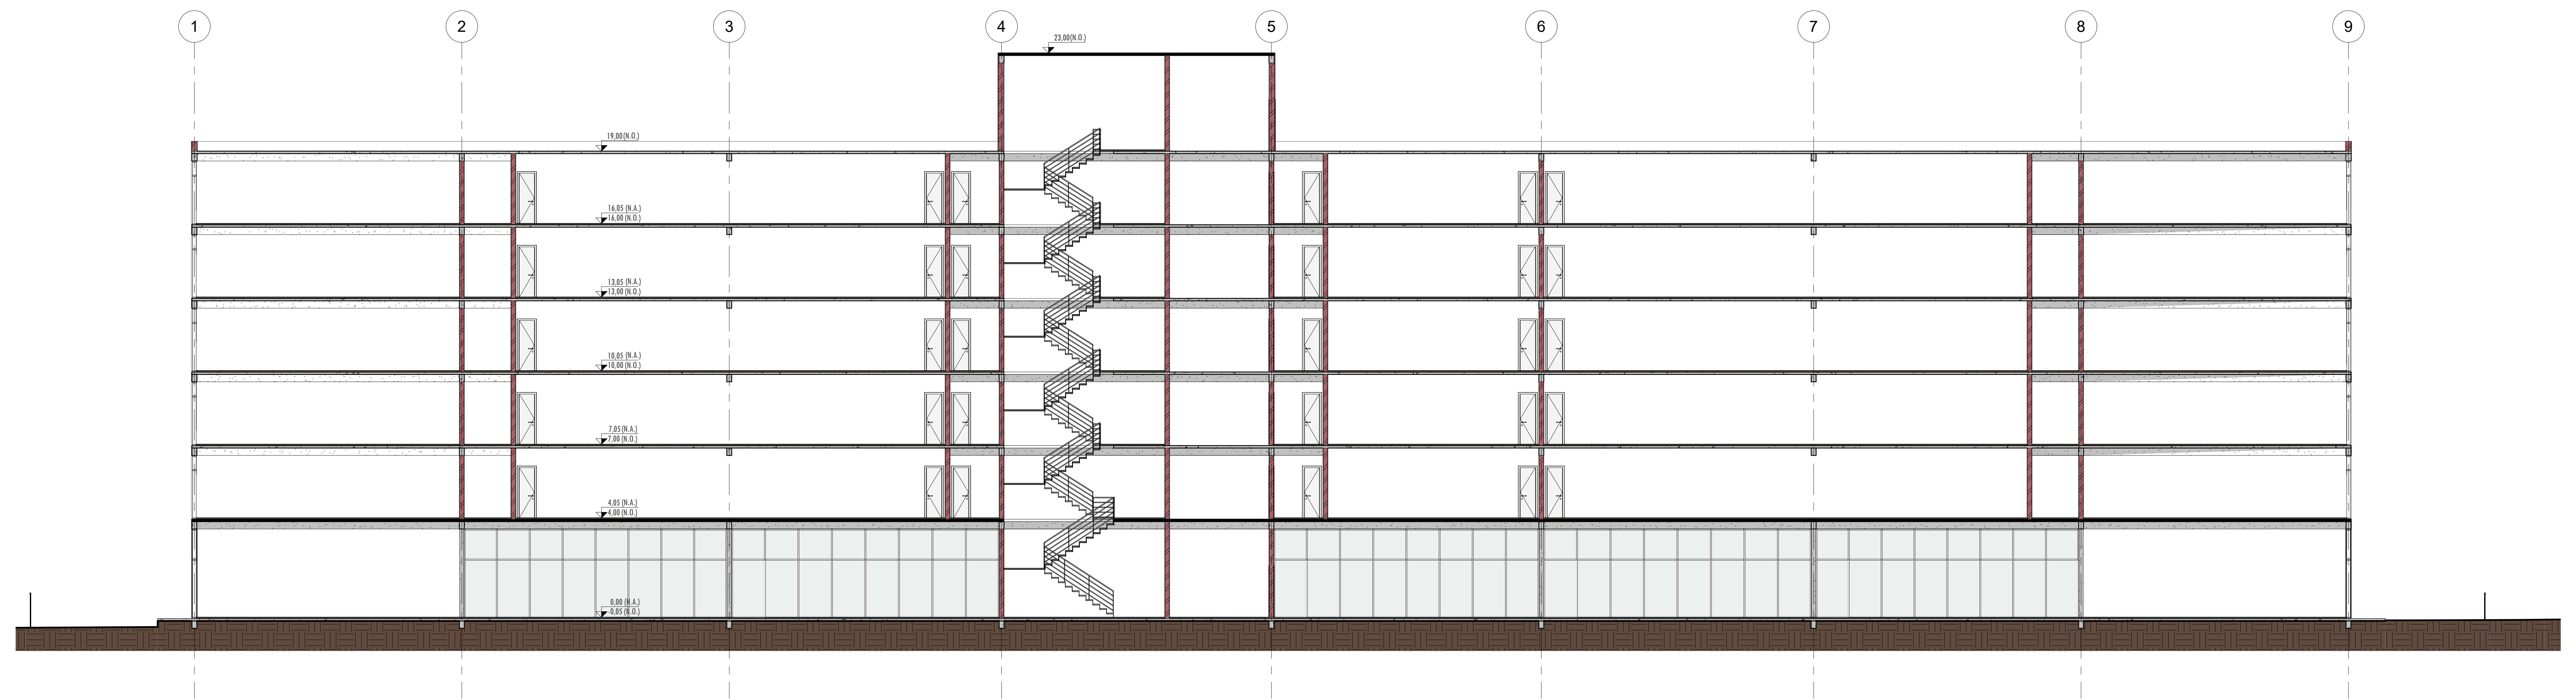 1 2 3 4 5 6 7 8 9
23,00(N.O.)
19,00(N.O.)
16,05 (N.A.)
16,00 (N.O.)
13,05 (N.A.)
13,00 (N.O.)
10,05 (N.A.)
10,00 (N.O.)
7,05 (N.A.)
7,00 (N.O.)
4,05 (N.A.)
4,00 (N.O.)
0,00 (N.A.)
-0,05 (N.O.)